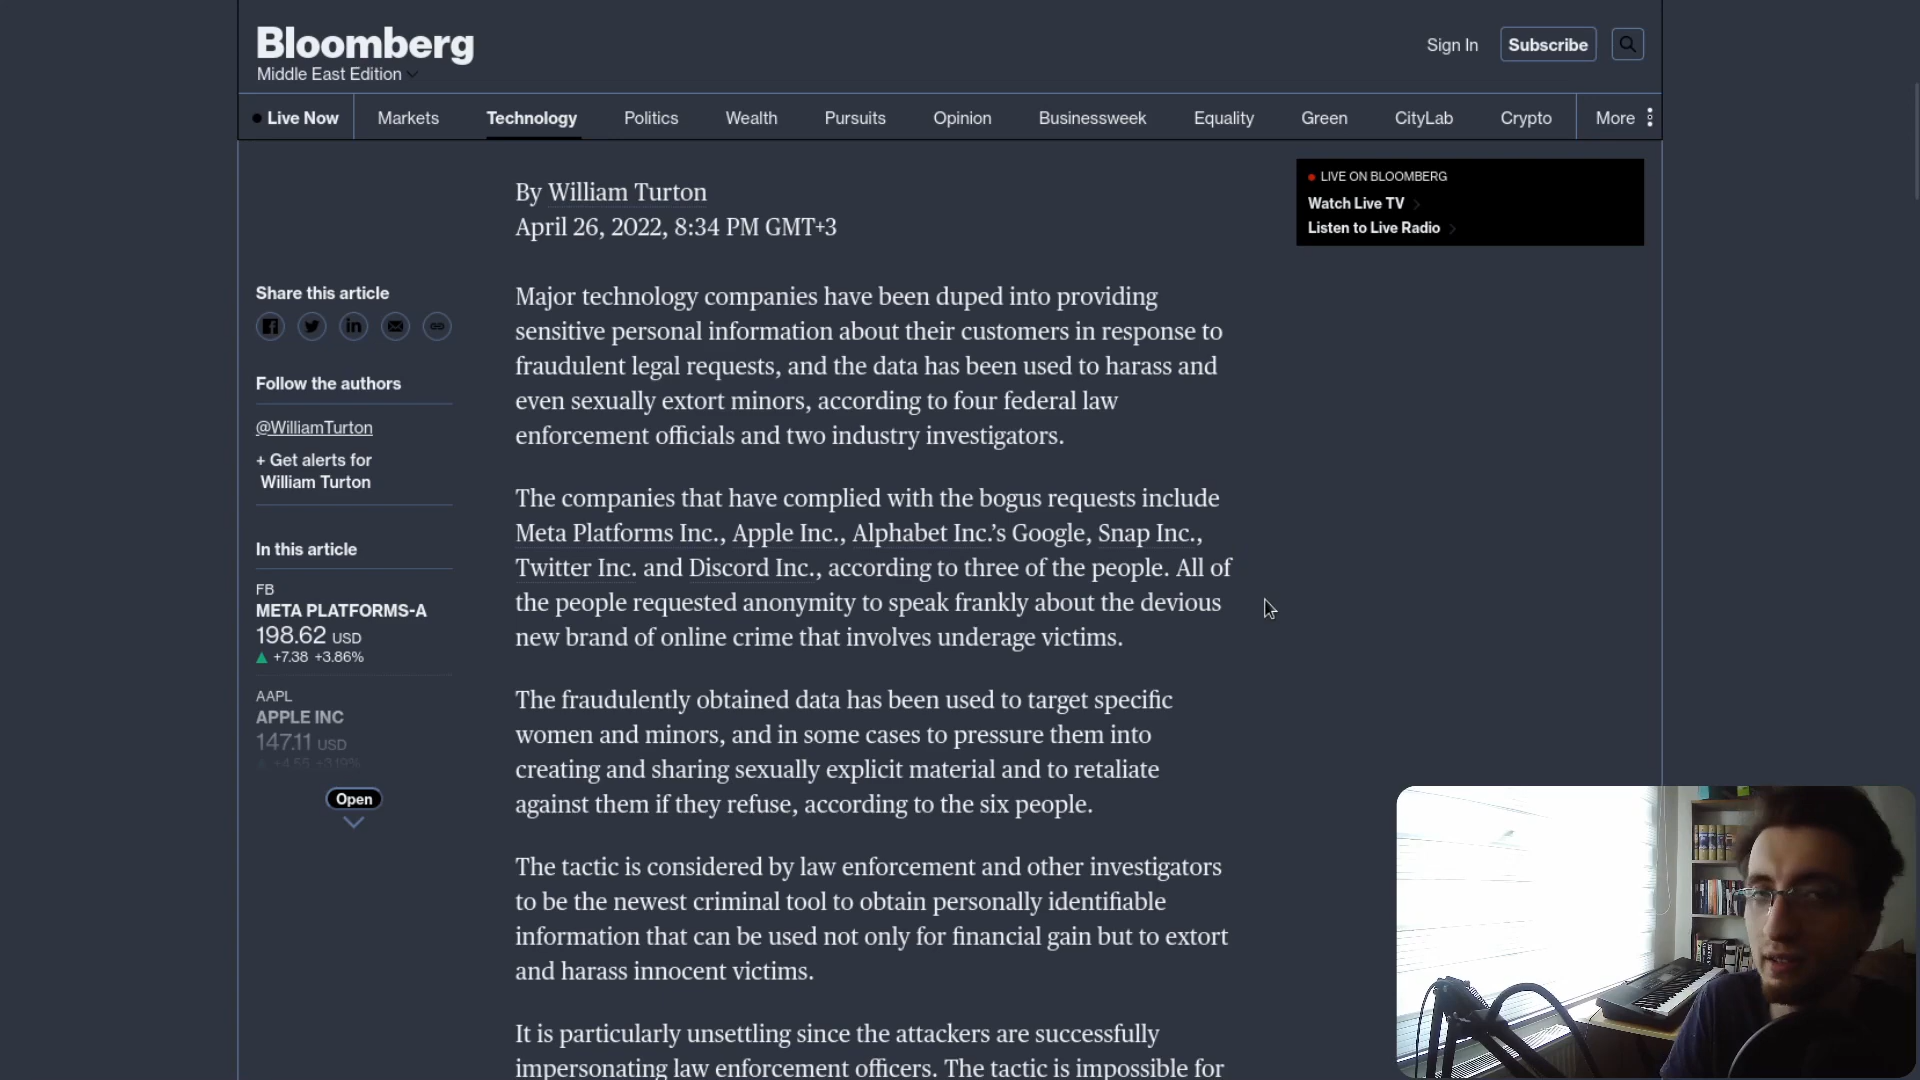 Bloomberg
Middle East Edition
Sign In
Subscribe
Live Now
Markets
Technology
Politics
Wealth
Pursuits
Opinion
Businessweek
Equality
Green
CityLab
Crypto
More
By William Turton
April 26, 2022, 8:34 PM GMT+3
LIVE ON BLOOMBERG
Watch Live TV
Listen to Live Radio
Share this article
Follow the authors
@WilliamTurton
+ Get alerts for
William Turton
In this article
FB
META PLATFORMS-A
198.62 USD
+7.38 +3.86%
AAPL
APPLE INC
147.11 USD
+4.55 +3.19%
Open
Major technology companies have been duped into providing
sensitive personal information about their customers in response to
fraudulent legal requests, and the data has been used to harass and
even sexually extort minors, according to four federal law
enforcement officials and two industry investigators.
The companies that have complied with the bogus requests include
Meta Platforms Inc., Apple Inc., Alphabet Inc.’s Google, Snap Inc.,
Twitter Inc. and Discord Inc., according to three of the people. All of
the people requested anonymity to speak frankly about the devious
new brand of online crime that involves underage victims.
The fraudulently obtained data has been used to target specific
women and minors, and in some cases to pressure them into
creating and sharing sexually explicit material and to retaliate
against them if they refuse, according to the six people.
The tactic is considered by law enforcement and other investigators
to be the newest criminal tool to obtain personally identifiable
information that can be used not only for financial gain but to extort
and harass innocent victims.
It is particularly unsettling since the attackers are successfully
impersonating law enforcement officers. The tactic is impossible for